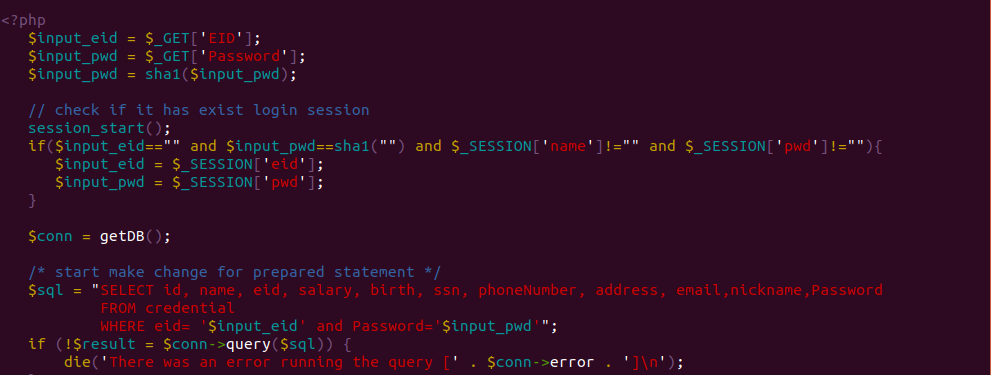 <?php
$input_eid = $_GET['EID'];
$input_pwd = $_GET['Password'];
$input_pwd = sha1($input_pwd);
// check if it has exist login session
session_start();
if($input_eid=="" and $input_pwd==sha1("") and $_SESSION['name']!="" and $_SESSION['pwd']!=""){
$input_eid = $_SESSION['eid'];
$input_pwd = $_SESSION['pwd'];
}
$conn = getDB();
/* start make change for prepared statement */
$sql = "SELECT id, name, eid, salary, birth, ssn, phoneNumber, address, email,nickname,Password
FROM credential
WHERE eid= '$input_eid' and Password='$input_pwd'";
if (!$result = $conn->query($sql)) {
die('There was an error running the query [' . $conn->error . ']\n');